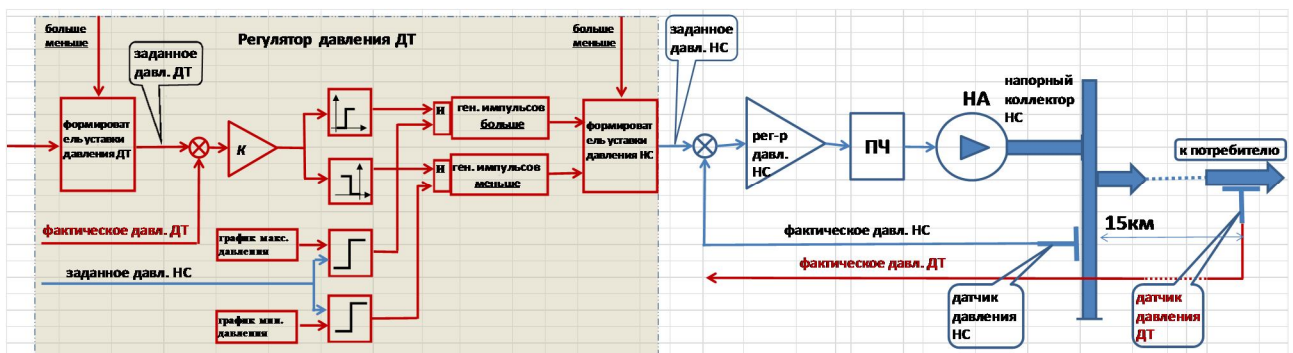 больше
меньше
Регулятор давления ДТ
заданное
давл. ДТ
больше
меньше
заданное
давл. НС
формироват
ель уставки
давления ДТ
К
И
ген. импульсов
больше
И
ген. импульсов
меньше
формироват
ель уставки
давления НС
рег-р
давл.
НС
ПЧ
НА
напорный
коллектор
НС
к потребителю
15км
фактическое давл. ДТ
график макс.
давления
заданное давл. НС
график мин.
давления
фактическое давл. НС
фактическое давл. ДТ
датчик
давления
НС
датчик
давления
ДТ